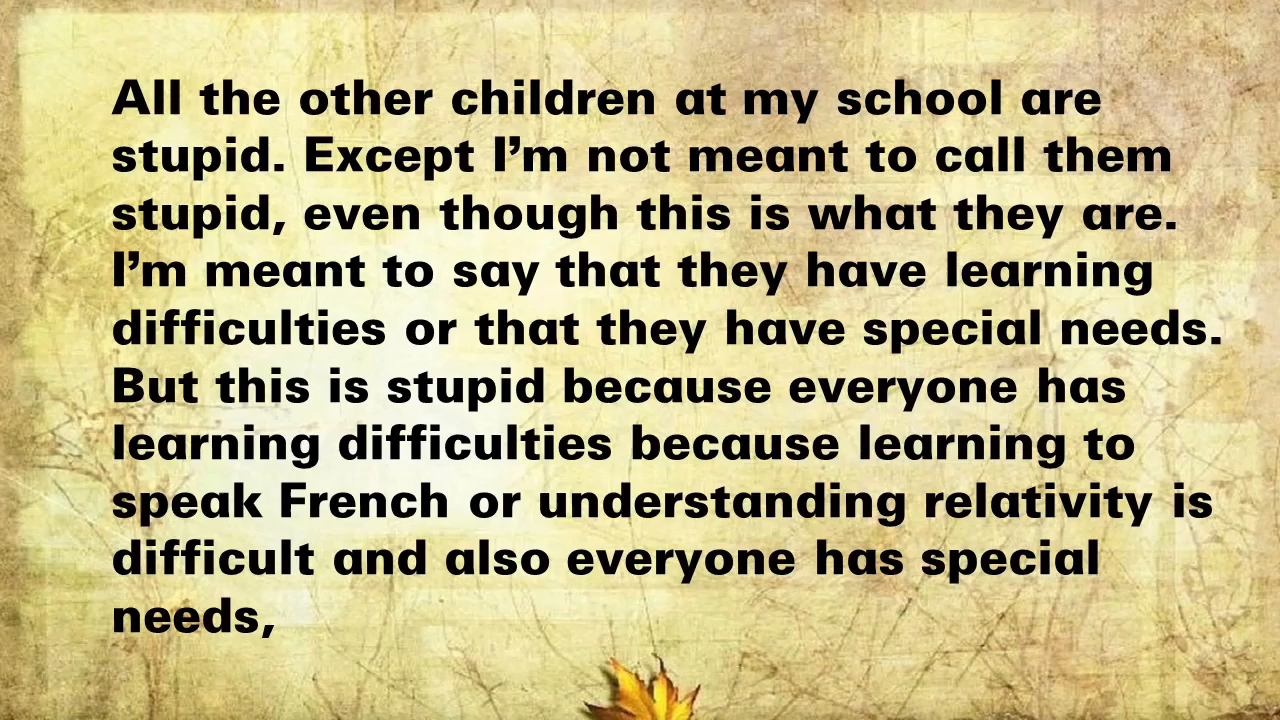 All the other children at my school are
stupid. Except I’m not meant to call them
stupid, even though this is what they are.
I’m meant to say that they have learning
difficulties or that they have special needs.
But this is stupid because everyone has
learning difficulties because learning to
speak French or understanding relativity is
difficult and also everyone has special
needs,